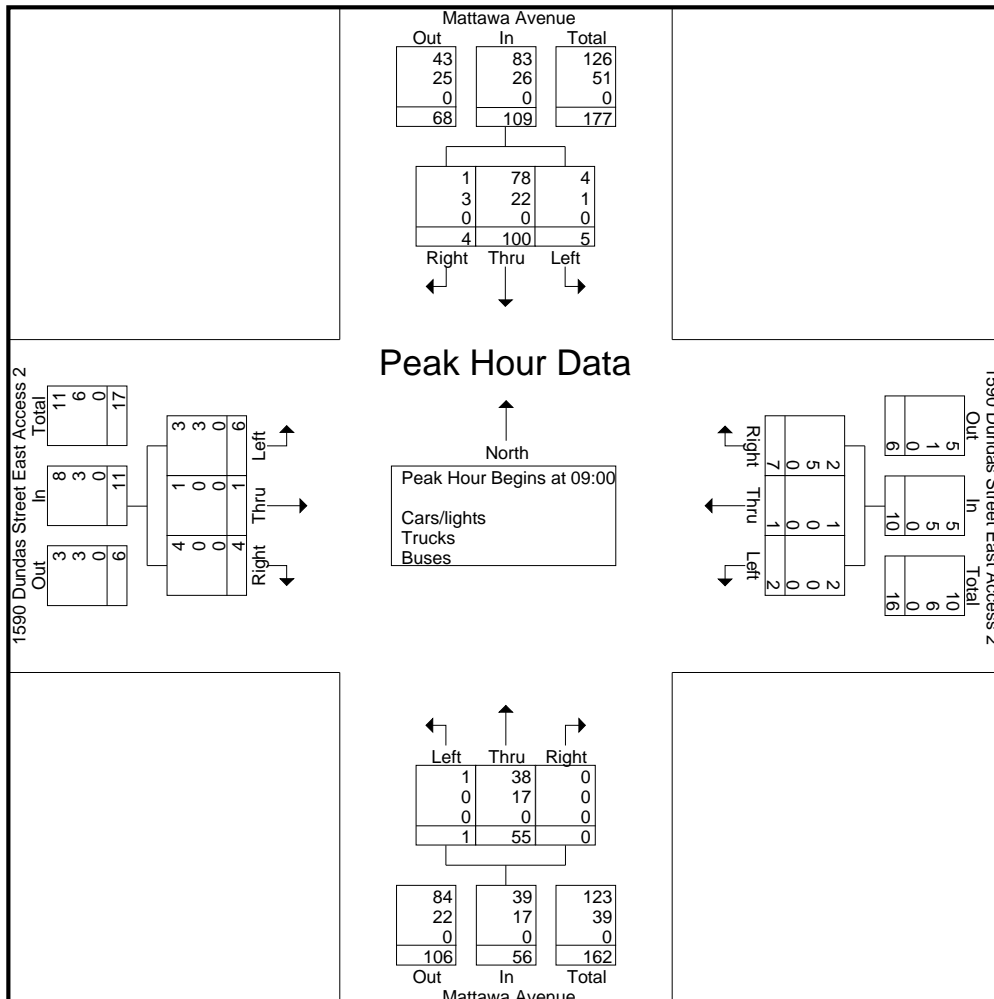 Mattawa Avenue
Out In Total
43 83 126
25 26 51
0 0 0
68 109 177
1 78 4
3 22 1
0 0 0
4 100 5
Right Thru Left
Peak Hour Data
North
Peak Hour Begins at 09:00
Cars/lights
Trucks
Buses
1590 Dundas Street East Access 2
Out In Total
3 8 11
3 3 6
0 0 0
6 11 17
Right Thru Left
4 1 3
0 0 3
0 0 0
4 1 6
1590 Dundas Street East Access 2
Out In Total
5 5 10
1 5 6
0 0 0
6 10 16
Right Thru Left
2 1 2
5 0 0
0 0 0
7 1 2
Left Thru Right
1 38 0
0 17 0
0 0 0
1 55 0
84 39 123
22 17 39
0 0 0
106 56 162
Out In Total
Mattawa Avenue